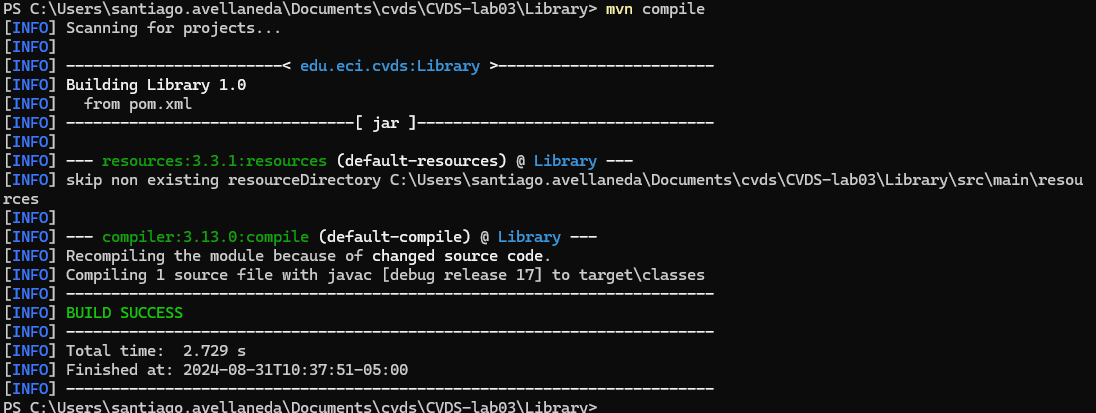 PS C:\Users\santiago.avellaneda\Documents\cvds\CVDS-lab03\Library> mvn compile
[INFO] Scanning for projects...
[INFO]
[INFO] ------------------------< edu.eci.cvds:Library >------------------------
[INFO] Building Library 1.0
[INFO]   from pom.xml
[INFO] --------------------------------[ jar ]---------------------------------
[INFO]
[INFO] --- resources:3.3.1:resources (default-resources) @ Library ---
[INFO] skip non existing resourceDirectory C:\Users\santiago.avellaneda\Documents\cvds\CVDS-lab03\Library\src\main\resou
rces
[INFO]
[INFO] --- compiler:3.13.0:compile (default-compile) @ Library ---
[INFO] Recompiling the module because of changed source code.
[INFO] Compiling 1 source file with javac [debug release 17] to target\classes
[INFO] ------------------------------------------------------------------------
[INFO] BUILD SUCCESS
[INFO] ------------------------------------------------------------------------
[INFO] Total time:  2.729 s
[INFO] Finished at: 2024-08-31T10:37:51-05:00
[INFO] ------------------------------------------------------------------------
PS C:\Users\santiago.avellaneda\Documents\cvds\CVDS-lab03\Library>